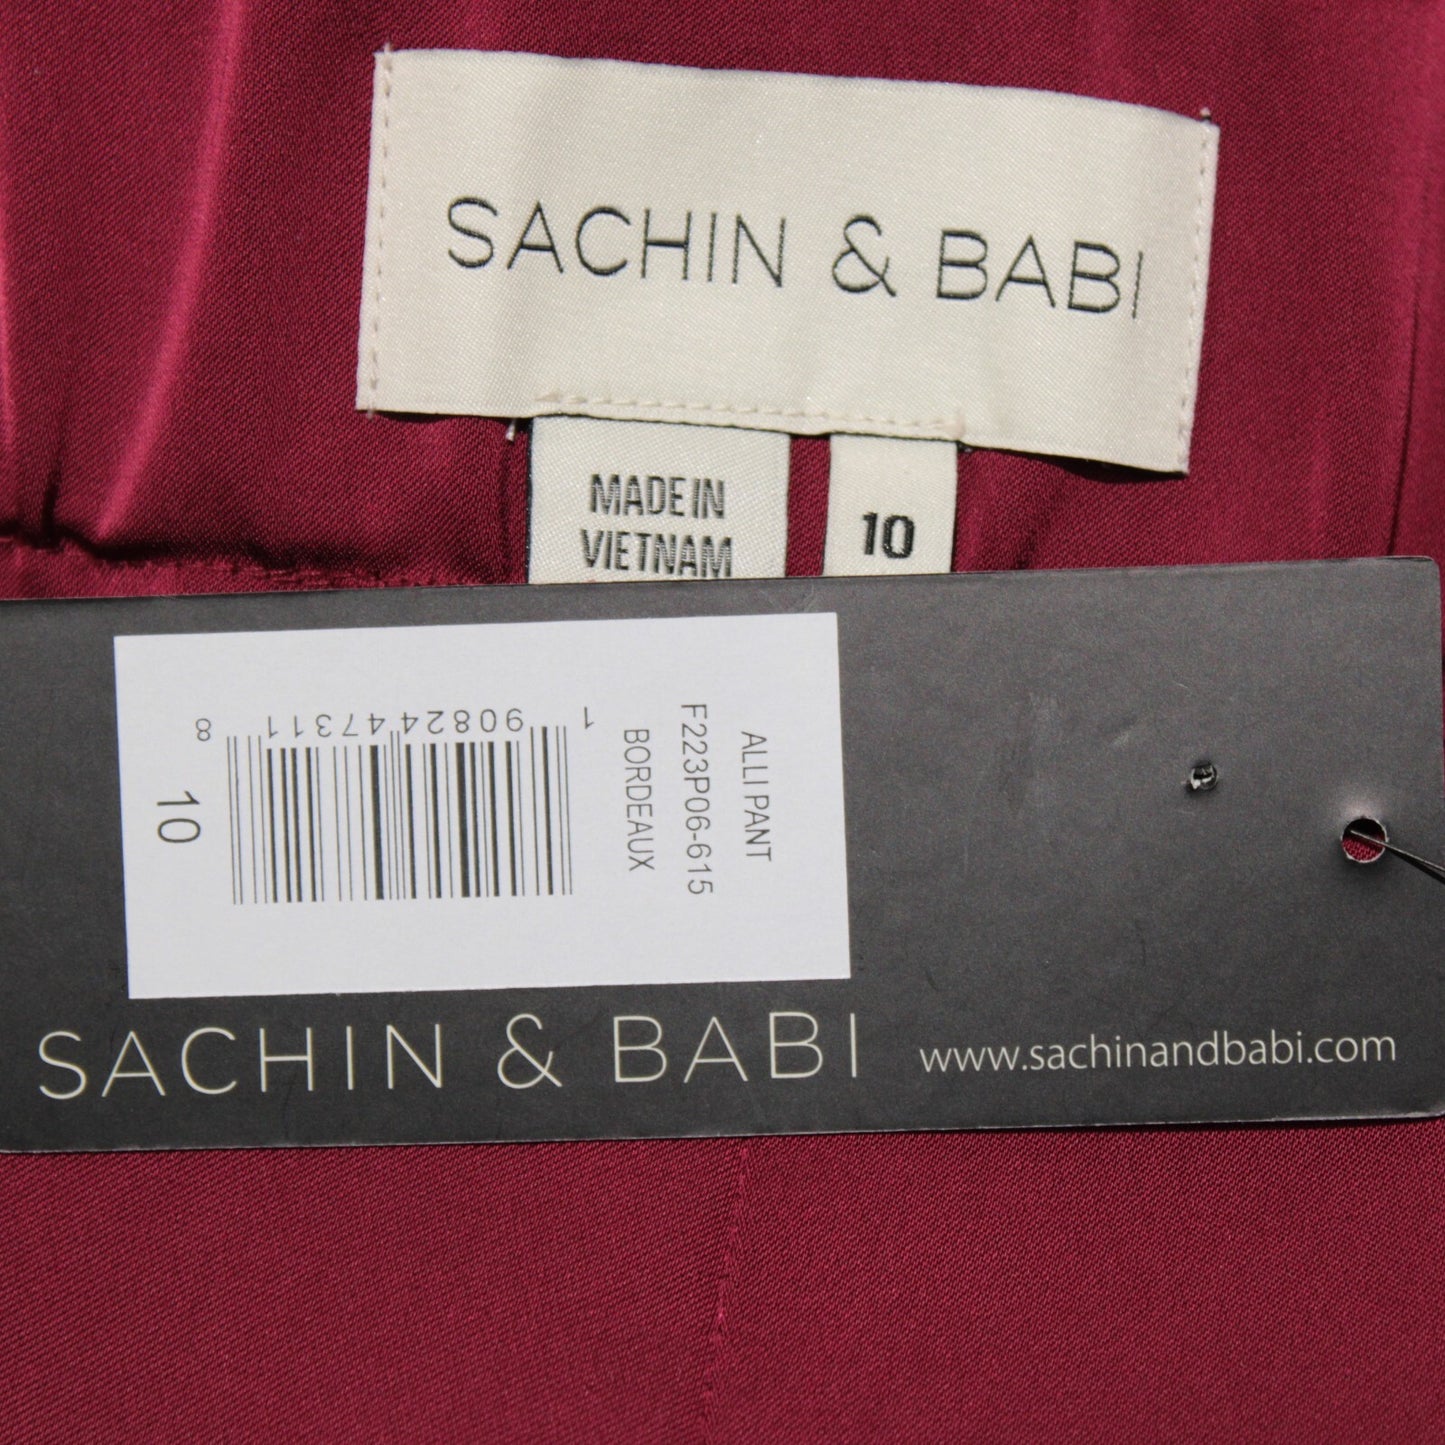 SACHIN & BABI
MADE IN
VIETNAM
10
ALLI PANT
F223P06-615
BORDEAUX
1 90824 47311 8
10
SACHIN & BABI
www.sachinandbabi.com